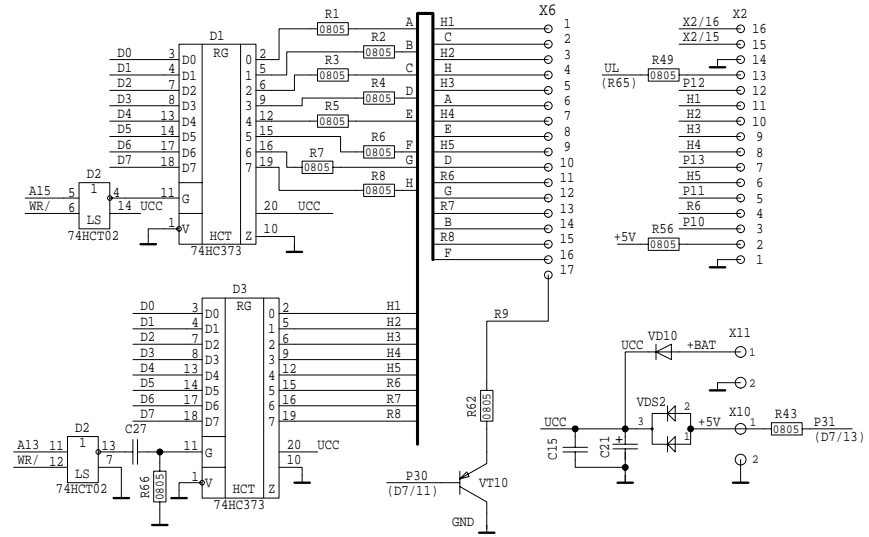 R1
0805
A
D1
RG
D0 3 D0 0 2
D1 4 D1 1 5
D2 7 D2 2 6
D3 8 D3 3 9
D4 13 D4 4 12
D5 14 D5 5 15
D6 17 D6 6 16
D7 18 D7 7 19
R2
0805
B
R3
0805
C
R4
0805
D
R5
0805
E
R6
0805
F
R7
0805
G
R8
0805
H
D2
A15 5 1 4
WR/ 6 14 UCC
LS
74HCT02
11 G
20 UCC
1 V HCT Z 10
74HC373
X6
H1 1
C 2
H2 3
H 4
H3 5
A 6
H4 7
E 8
H5 9
D 10
R6 11
G 12
R7 13
B 14
R8 15
F 16
17
X2
X2/16 16
X2/15 15
14
UL R49 13
(R65) 0805
P12 12
H1 11
H2 10
H3 9
H4 8
P13 7
H5 6
P11 5
R6 4
P10 3
+5V R56 2
0805
1
D3
RG
D0 3 D0 0 2 H1
D1 4 D1 1 5 H2
D2 7 D2 2 6 H3
D3 8 D3 3 9 H4
D4 13 D4 4 12 H5
D5 14 D5 5 15 R6
D6 17 D6 6 16 R7
D7 18 D7 7 19 R8
D2
C27
A13 11 1 13
WR/ 12 7
LS
74HCT02
R66
0805
11 G
20 UCC
10
1 V HCT Z
74HC373
R9
R62
0805
P30
(D7/11)
VT10
GND
UCC VD10 +BAT X11
1
2
VDS2
UCC 3 2 1 +5V X10 1
C15
C21
+
R43
0805
P31
(D7/13)
2